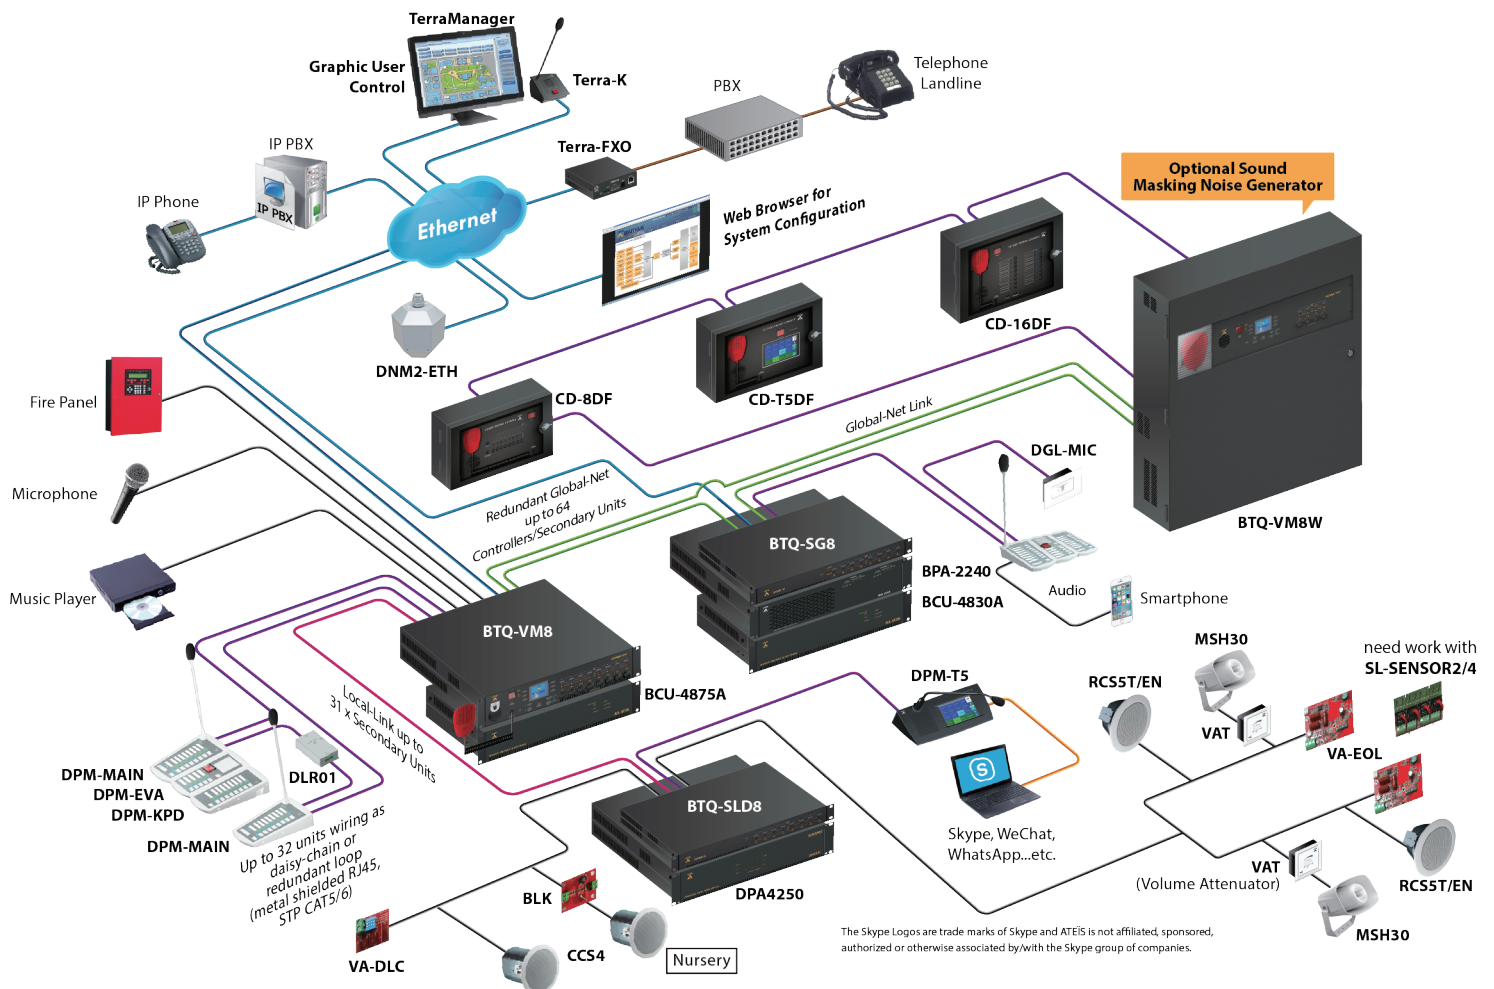 TerraManager
Graphic User
Control
Terra-K
PBX
Telephone
Landline
IP PBX
IP PBX
Terra-FXO
IP Phone
Ethernet
Web Browser for
System Configuration
Optional Sound
Masking Noise Generator
DNM2-ETH
CD-16DF
CD-T5DF
CD-8DF
Fire Panel
Global-Net Link
Microphone
DGL-MIC
Redundant Global-Net
up to 64
Controllers/Secondary Units
BTQ-VM8W
BTQ-SG8
BPA-2240
BCU-4830A
Audio
Smartphone
Music Player
BTQ-VM8
BCU-4875A
Local-Link up to
31 x Secondary Units
DPM-T5
MSH30
need work with
SL-SENSOR2/4
RCS5T/EN
VAT
VA-EOL
DLR01
DPM-MAIN
DPM-EVA
DPM-KPD
DPM-MAIN
Up to 32 units wiring as
daisy-chain or
redundant loop
(metal shielded RJ45,
STP CAT5/6)
BTQ-SLD8
DPA4250
S
Skype, WeChat,
WhatsApp...etc.
VAT
(Volume Attenuator)
RCS5T/EN
MSH30
BLK
CCS4
VA-DLC
Nursery
The Skype Logos are trade marks of Skype and ATEÏS is not affiliated, sponsored,
authorized or otherwise associated by/with the Skype group of companies.